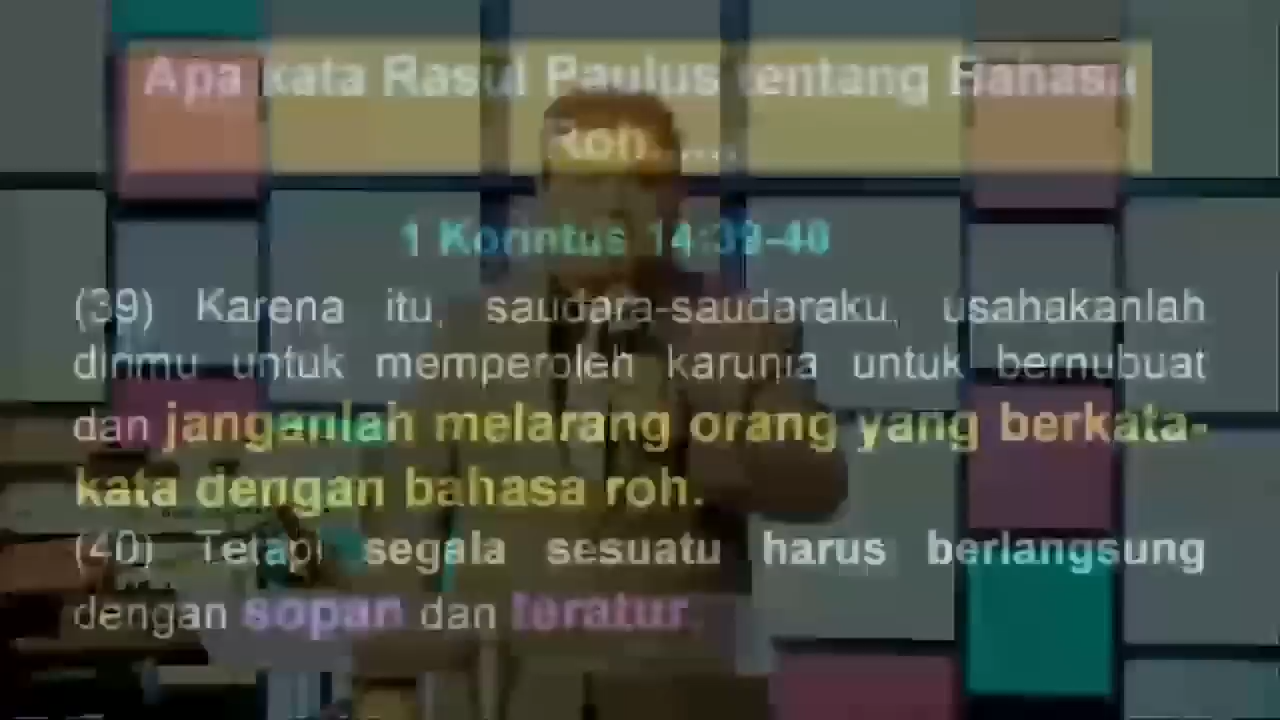 Apa kata Rasul Paulus tentang Bahasa
Roh.....
1 Korintus 14:39-40
(39) Karena itu, saudara-saudaraku, usahakanlah
dirimu untuk memperoleh karunia untuk bernubuat
dan janganlah melarang orang yang berkata-
kata dengan bahasa roh.
(40) Tetapi segala sesuatu harus berlangsung
dengan sopan dan teratur.